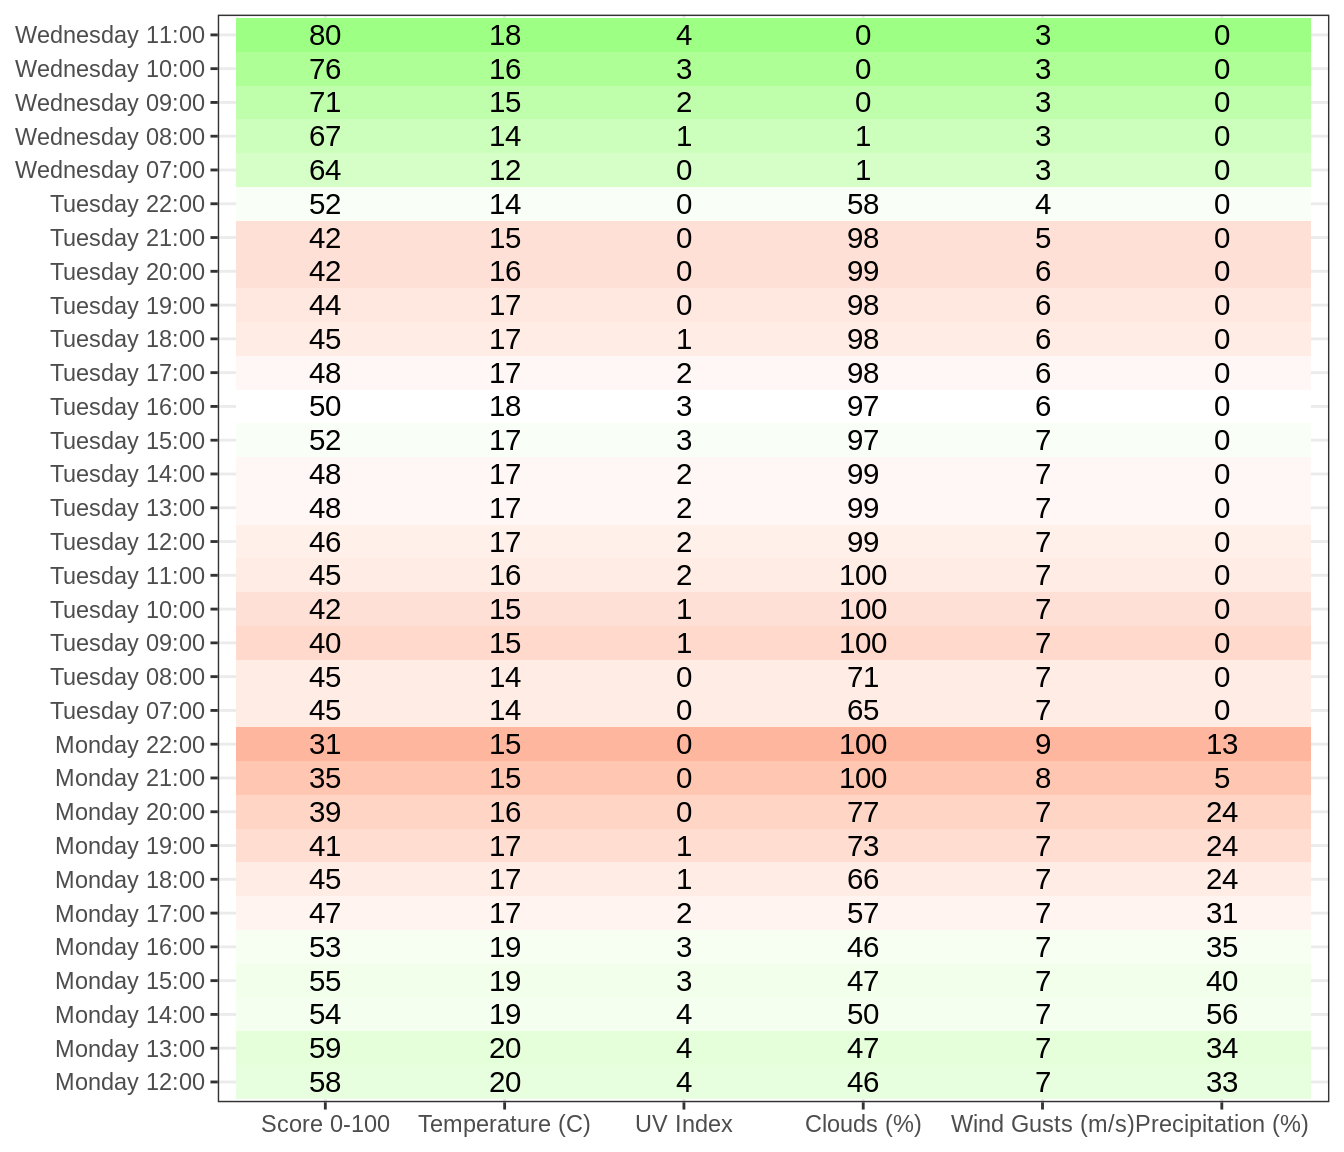 Wednesday 11:00 80 18 4 0 3 0
Wednesday 10:00 76 16 3 0 3 0
Wednesday 09:00 71 15 2 0 3 0
Wednesday 08:00 67 14 1 1 3 0
Wednesday 07:00 64 12 0 1 3 0
Tuesday 22:00 52 14 0 58 4 0
Tuesday 21:00 42 15 0 98 5 0
Tuesday 20:00 42 16 0 99 6 0
Tuesday 19:00 44 17 0 98 6 0
Tuesday 18:00 45 17 1 98 6 0
Tuesday 17:00 48 17 2 98 6 0
Tuesday 16:00 50 18 3 97 6 0
Tuesday 15:00 52 17 3 97 7 0
Tuesday 14:00 48 17 2 99 7 0
Tuesday 13:00 48 17 2 99 7 0
Tuesday 12:00 46 17 2 99 7 0
Tuesday 11:00 45 16 2 100 7 0
Tuesday 10:00 42 15 1 100 7 0
Tuesday 09:00 40 15 1 100 7 0
Tuesday 08:00 45 14 0 71 7 0
Tuesday 07:00 45 14 0 65 7 0
Monday 22:00 31 15 0 100 9 13
Monday 21:00 35 15 0 100 8 5
Monday 20:00 39 16 0 77 7 24
Monday 19:00 41 17 1 73 7 24
Monday 18:00 45 17 1 66 7 24
Monday 17:00 47 17 2 57 7 31
Monday 16:00 53 19 3 46 7 35
Monday 15:00 55 19 3 47 7 40
Monday 14:00 54 19 4 50 7 56
Monday 13:00 59 20 4 47 7 34
Monday 12:00 58 20 4 46 7 33
Score 0-100 Temperature (C) UV Index Clouds (%) Wind Gusts (m/s) Precipitation (%)